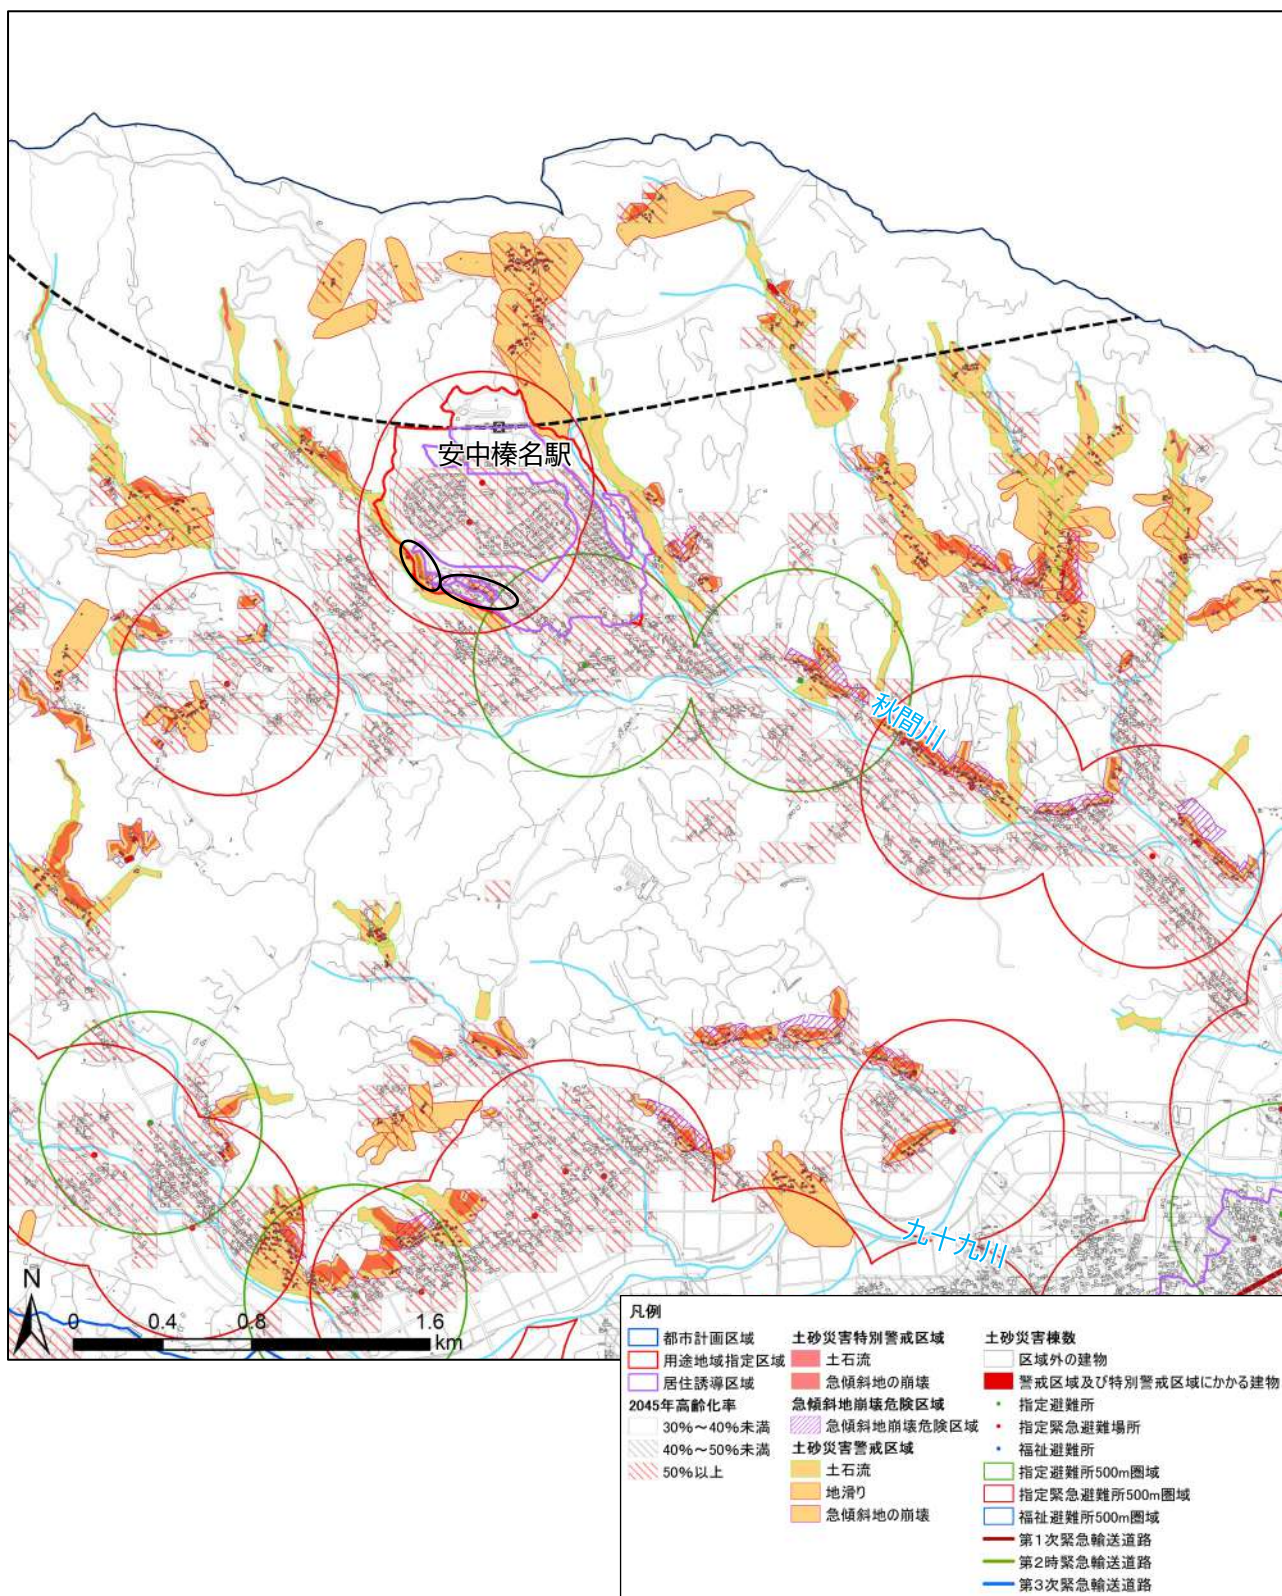 安中榛名駅
秋間川
九十九川
N
0 0.4 0.8 1.6
km
凡例
都市計画区域
用途地域指定区域
居住誘導区域
2045年高齢化率
30%～40%未満
40%～50%未満
50%以上
土砂災害特別警戒区域
土石流
急傾斜地の崩壊
急傾斜地崩壊危険区域
急傾斜地崩壊危険区域
土砂災害警戒区域
土石流
地滑り
急傾斜地の崩壊
土砂災害棟数
区域外の建物
警戒区域及び特別警戒区域にかかる建物
指定避難所
指定緊急避難場所
福祉避難所
指定避難所500m圏域
指定緊急避難所500m圏域
福祉避難所500m圏域
第1次緊急輸送道路
第2時緊急輸送道路
第3次緊急輸送道路